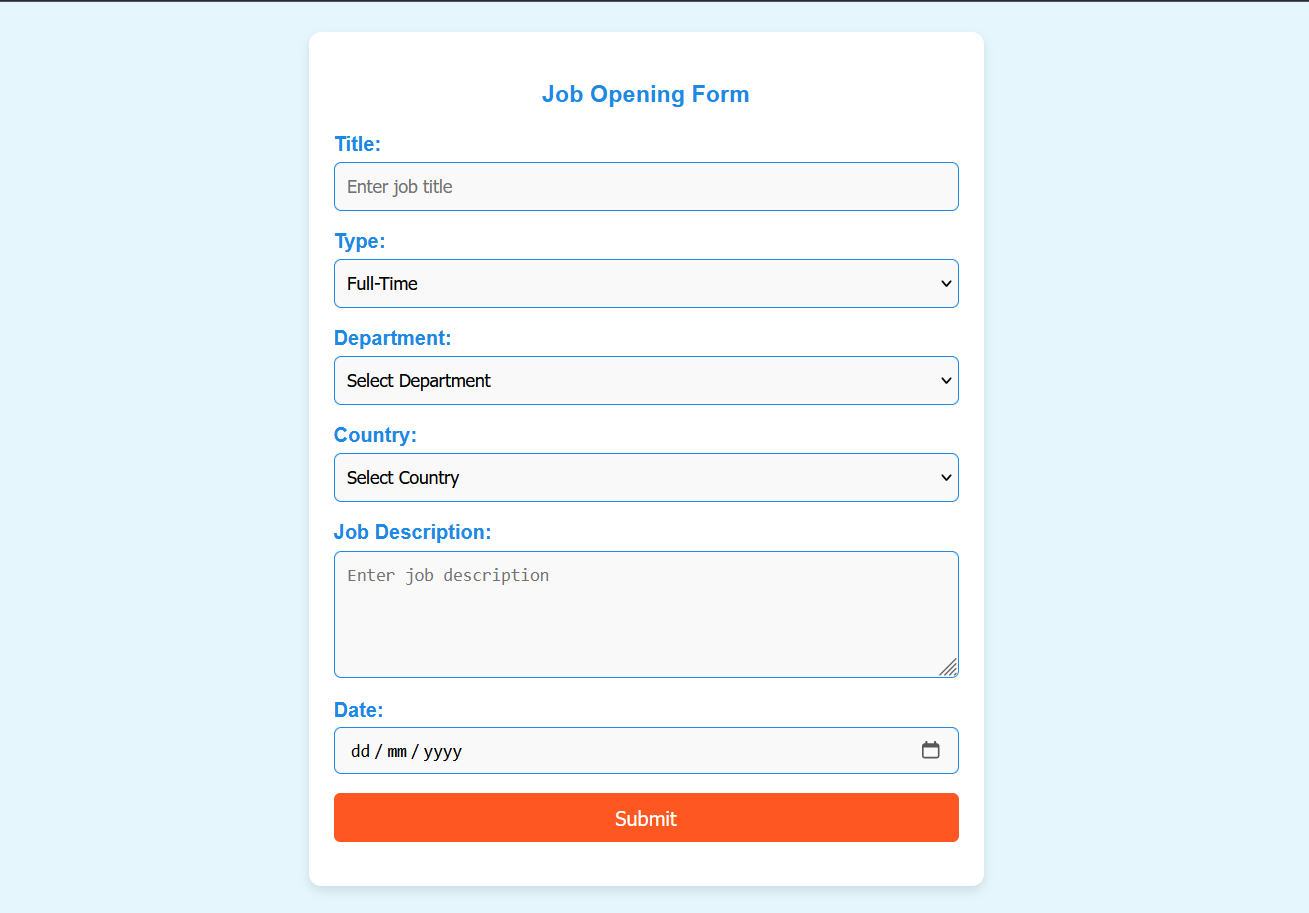 Job Opening Form
Title:
Enter job title
Type:
Full-Time
Department:
Select Department
Country:
Select Country
Job Description:
Enter job description
Date:
dd / mm / yyyy
Submit